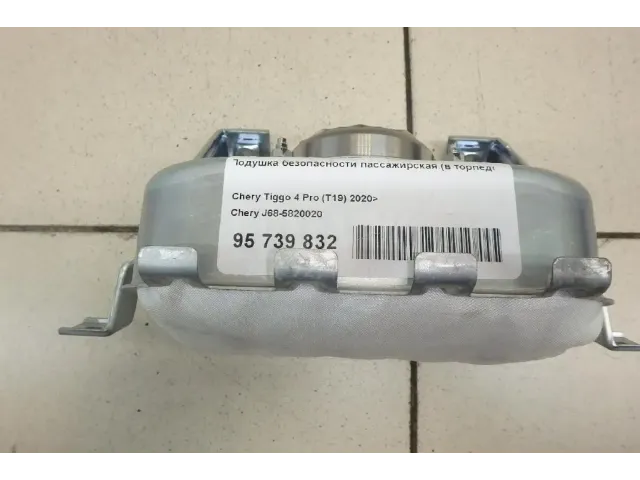 Подушка безопасности пассажирская (в торпед
Chery Tiggo 4 Pro (T19) 2020>
Chery J68-5820020
95 739 832